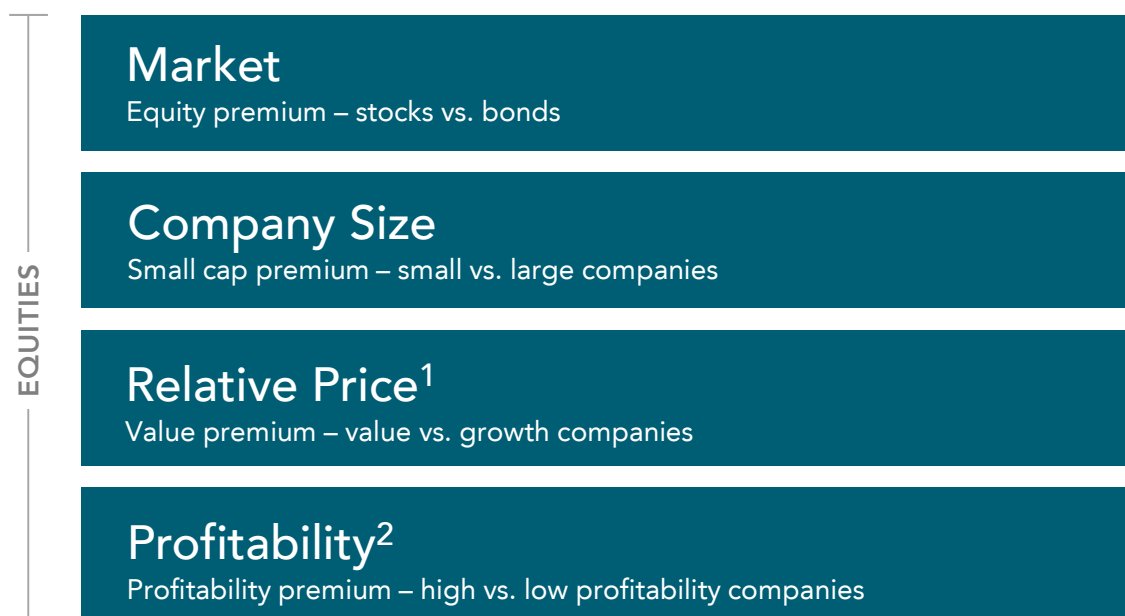 EQUITIES
Market
Equity premium – stocks vs. bonds
Company Size
Small cap premium – small vs. large companies
Relative Price¹
Value premium – value vs. growth companies
Profitability²
Profitability premium – high vs. low profitability companies